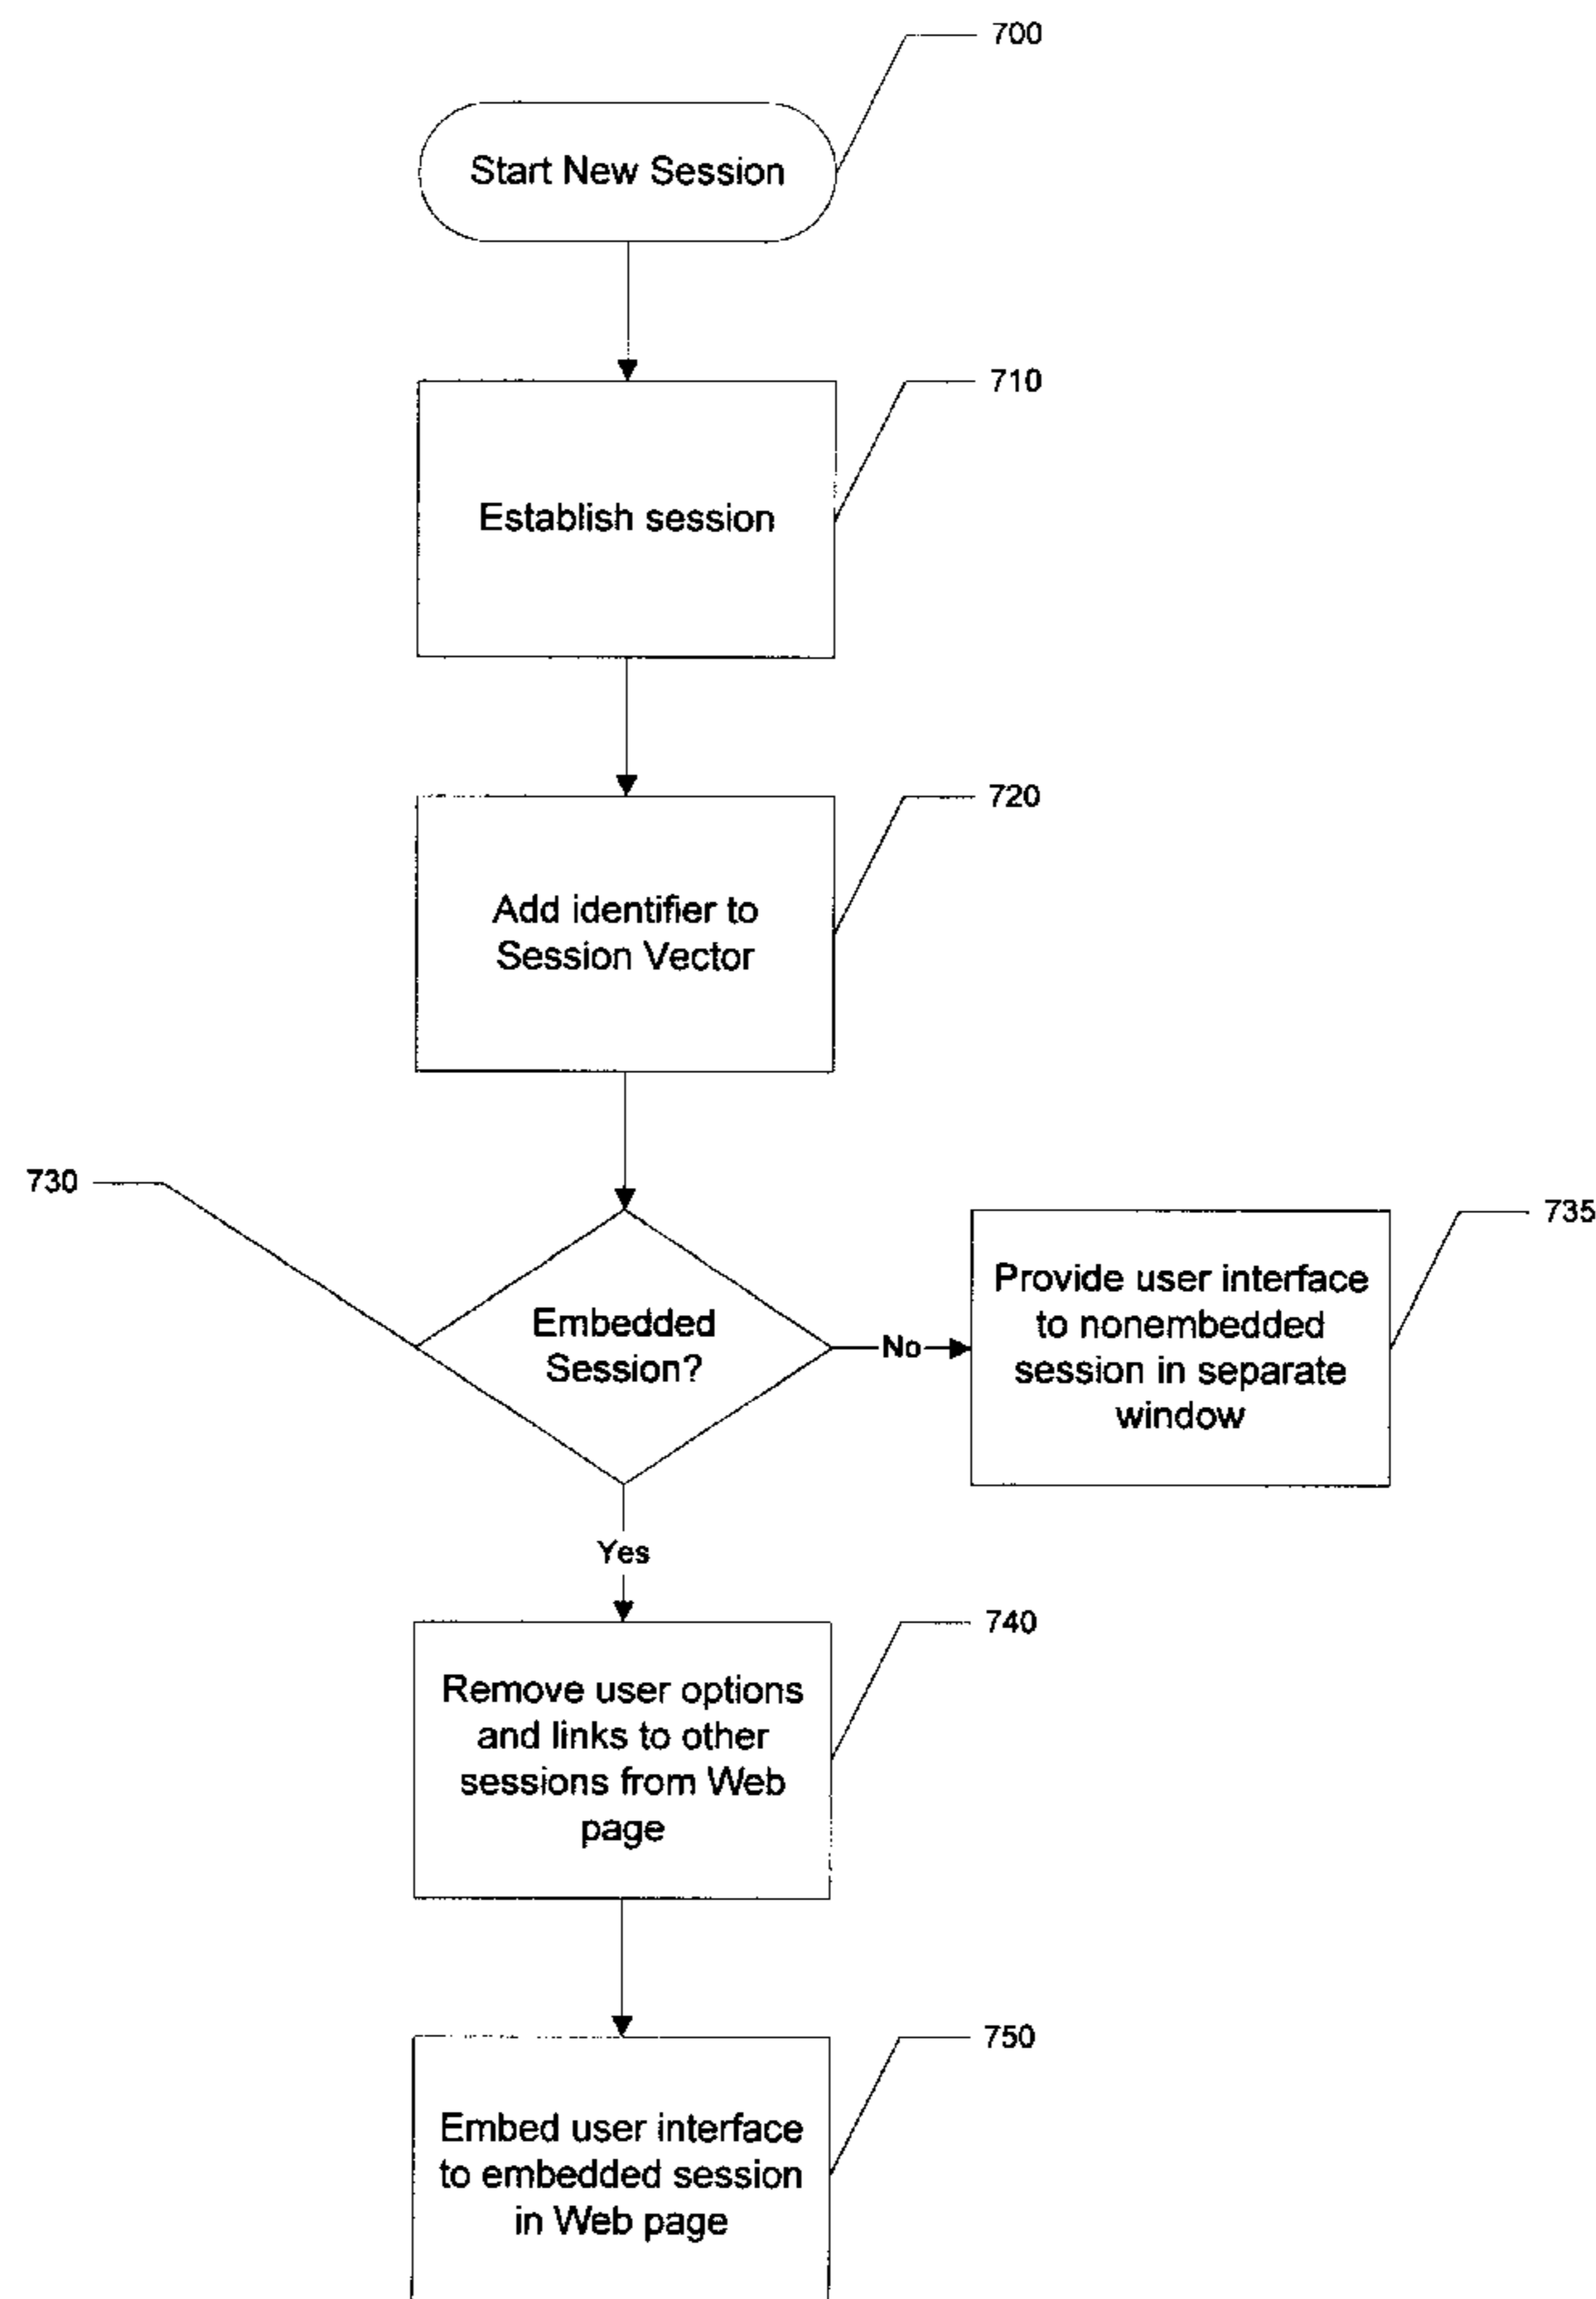 700
Start New Session
710
Establish session
720
Add identifier to
Session Vector
730
735
Embedded
Session?
No
Provide user interface
to nonembedded
session in separate
window
Yes
740
Remove user options
and links to other
sessions from Web
page
750
Embed user interface
to embedded session
in Web page